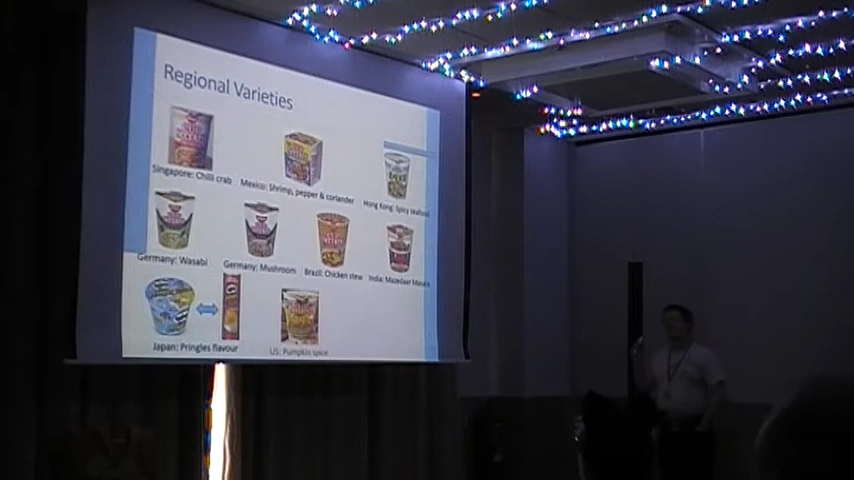 Regional Varieties
Singapore: Chilli crab
Mexico: Shrimp, pepper & coriander
Hong Kong: Spicy seafood
Germany: Wasabi
Germany: Mushroom
Brazil: Chicken stew
India: Mazedaar Masala
Japan: Pringles flavour
US: Pumpkin spice